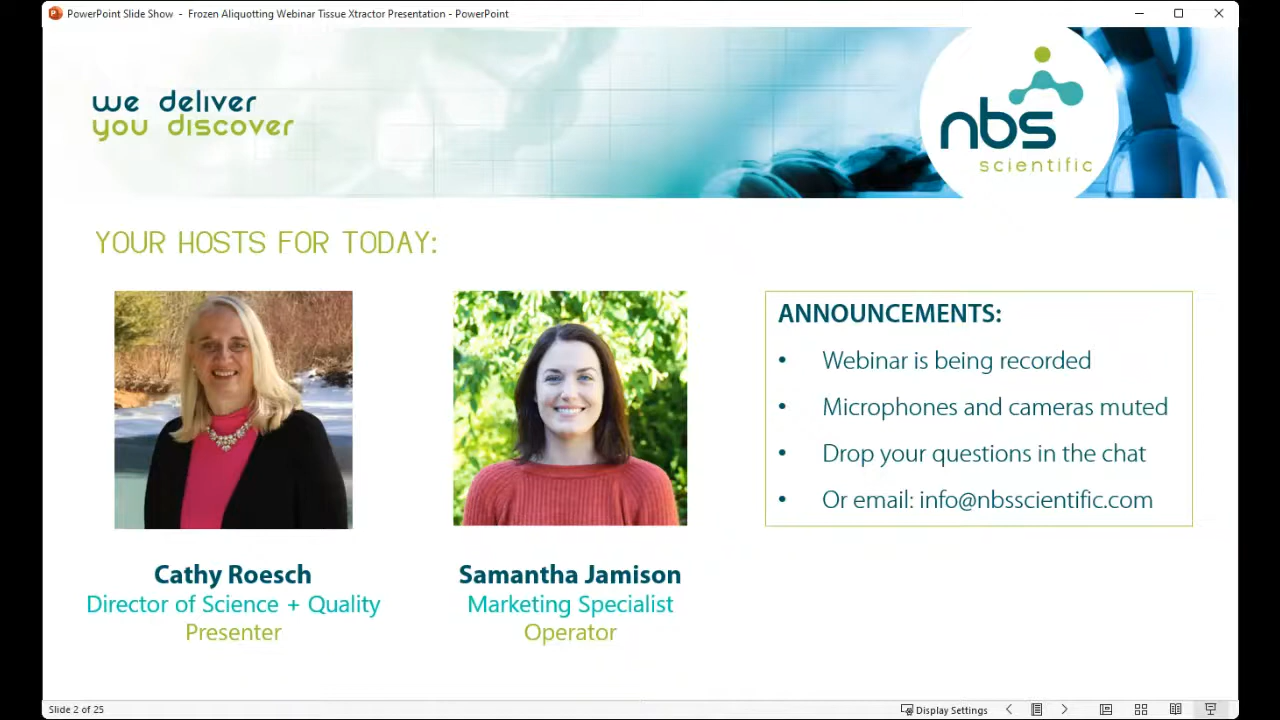 PowerPoint Slide Show - Frozen Aliquotting Webinar Tissue Xtractor Presentation - PowerPoint
we deliver
you discover
nbs
scientific
YOUR HOSTS FOR TODAY:
Cathy Roesch
Director of Science + Quality
Presenter
Samantha Jamison
Marketing Specialist
Operator
ANNOUNCEMENTS:
• Webinar is being recorded
• Microphones and cameras muted
• Drop your questions in the chat
• Or email: info@nbsscientific.com
Slide 2 of 25
Display Settings